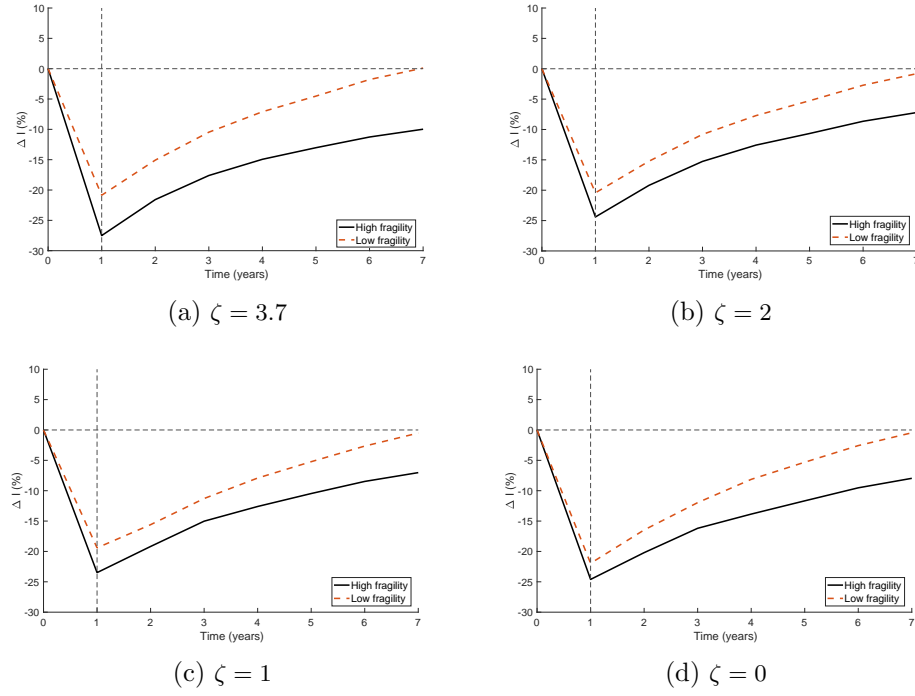 10
5
0
-5
-10
-15
-20
-25
-30
Δ I (%)
0 1 2 3 4 5 6 7
Time (years)
High fragility
Low fragility
(a) ζ = 3.7
10
5
0
-5
-10
-15
-20
-25
-30
Δ I (%)
0 1 2 3 4 5 6 7
Time (years)
High fragility
Low fragility
(b) ζ = 2
10
5
0
-5
-10
-15
-20
-25
-30
Δ I (%)
0 1 2 3 4 5 6 7
Time (years)
High fragility
Low fragility
(c) ζ = 1
10
5
0
-5
-10
-15
-20
-25
-30
Δ I (%)
0 1 2 3 4 5 6 7
Time (years)
High fragility
Low fragility
(d) ζ = 0